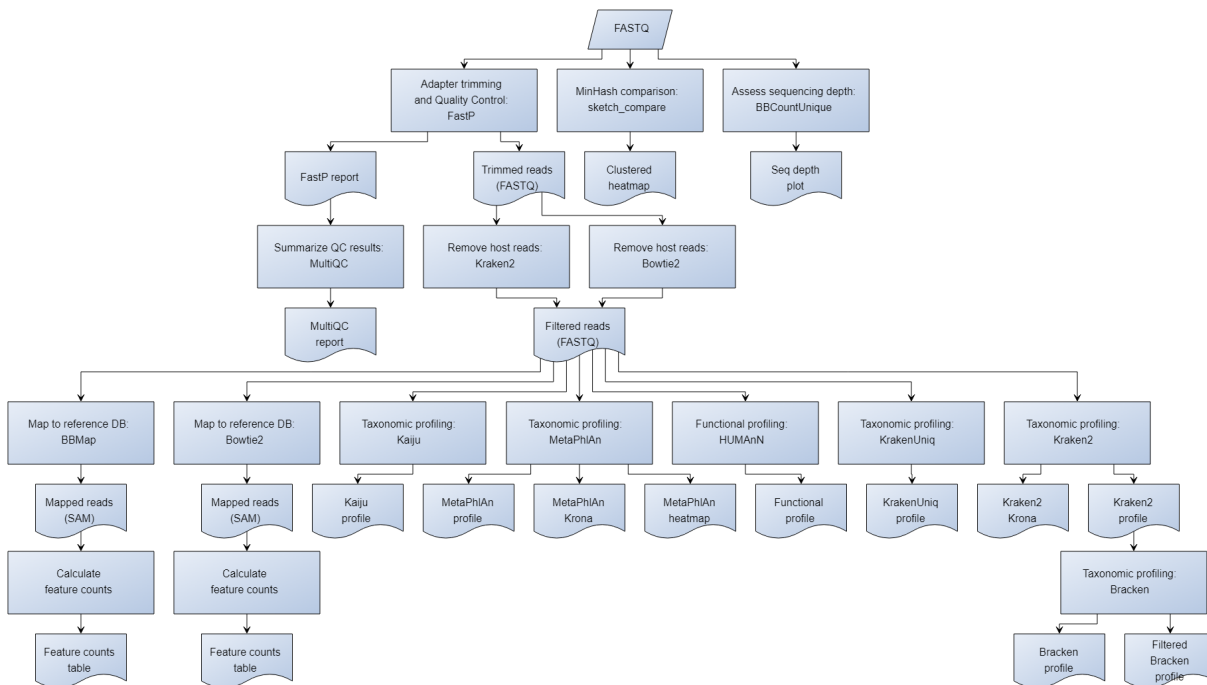 FASTQ
Adapter trimming
and Quality Control:
FastP
MinHash comparison:
sketch_compare
Assess sequencing depth:
BBCountUnique
FastP report
Trimmed reads
(FASTQ)
Clustered
heatmap
Seq depth
plot
Summarize QC results:
MultiQC
Remove host reads:
Kraken2
Remove host reads:
Bowtie2
MultiQC
report
Filtered reads
(FASTQ)
Map to reference DB:
BBMap
Map to reference DB:
Bowtie2
Taxonomic profiling:
Kaiju
Taxonomic profiling:
MetaPhlAn
Functional profiling:
HUMAnN
Taxonomic profiling:
KrakenUniq
Taxonomic profiling:
Kraken2
Mapped reads
(SAM)
Mapped reads
(SAM)
Kaiju
profile
MetaPhlAn
profile
MetaPhlAn
Krona
MetaPhlAn
heatmap
Functional
profile
KrakenUniq
profile
Kraken2
Krona
Kraken2
profile
Calculate
feature counts
Calculate
feature counts
Taxonomic profiling:
Bracken
Feature counts
table
Feature counts
table
Bracken
profile
Filtered
Bracken
profile